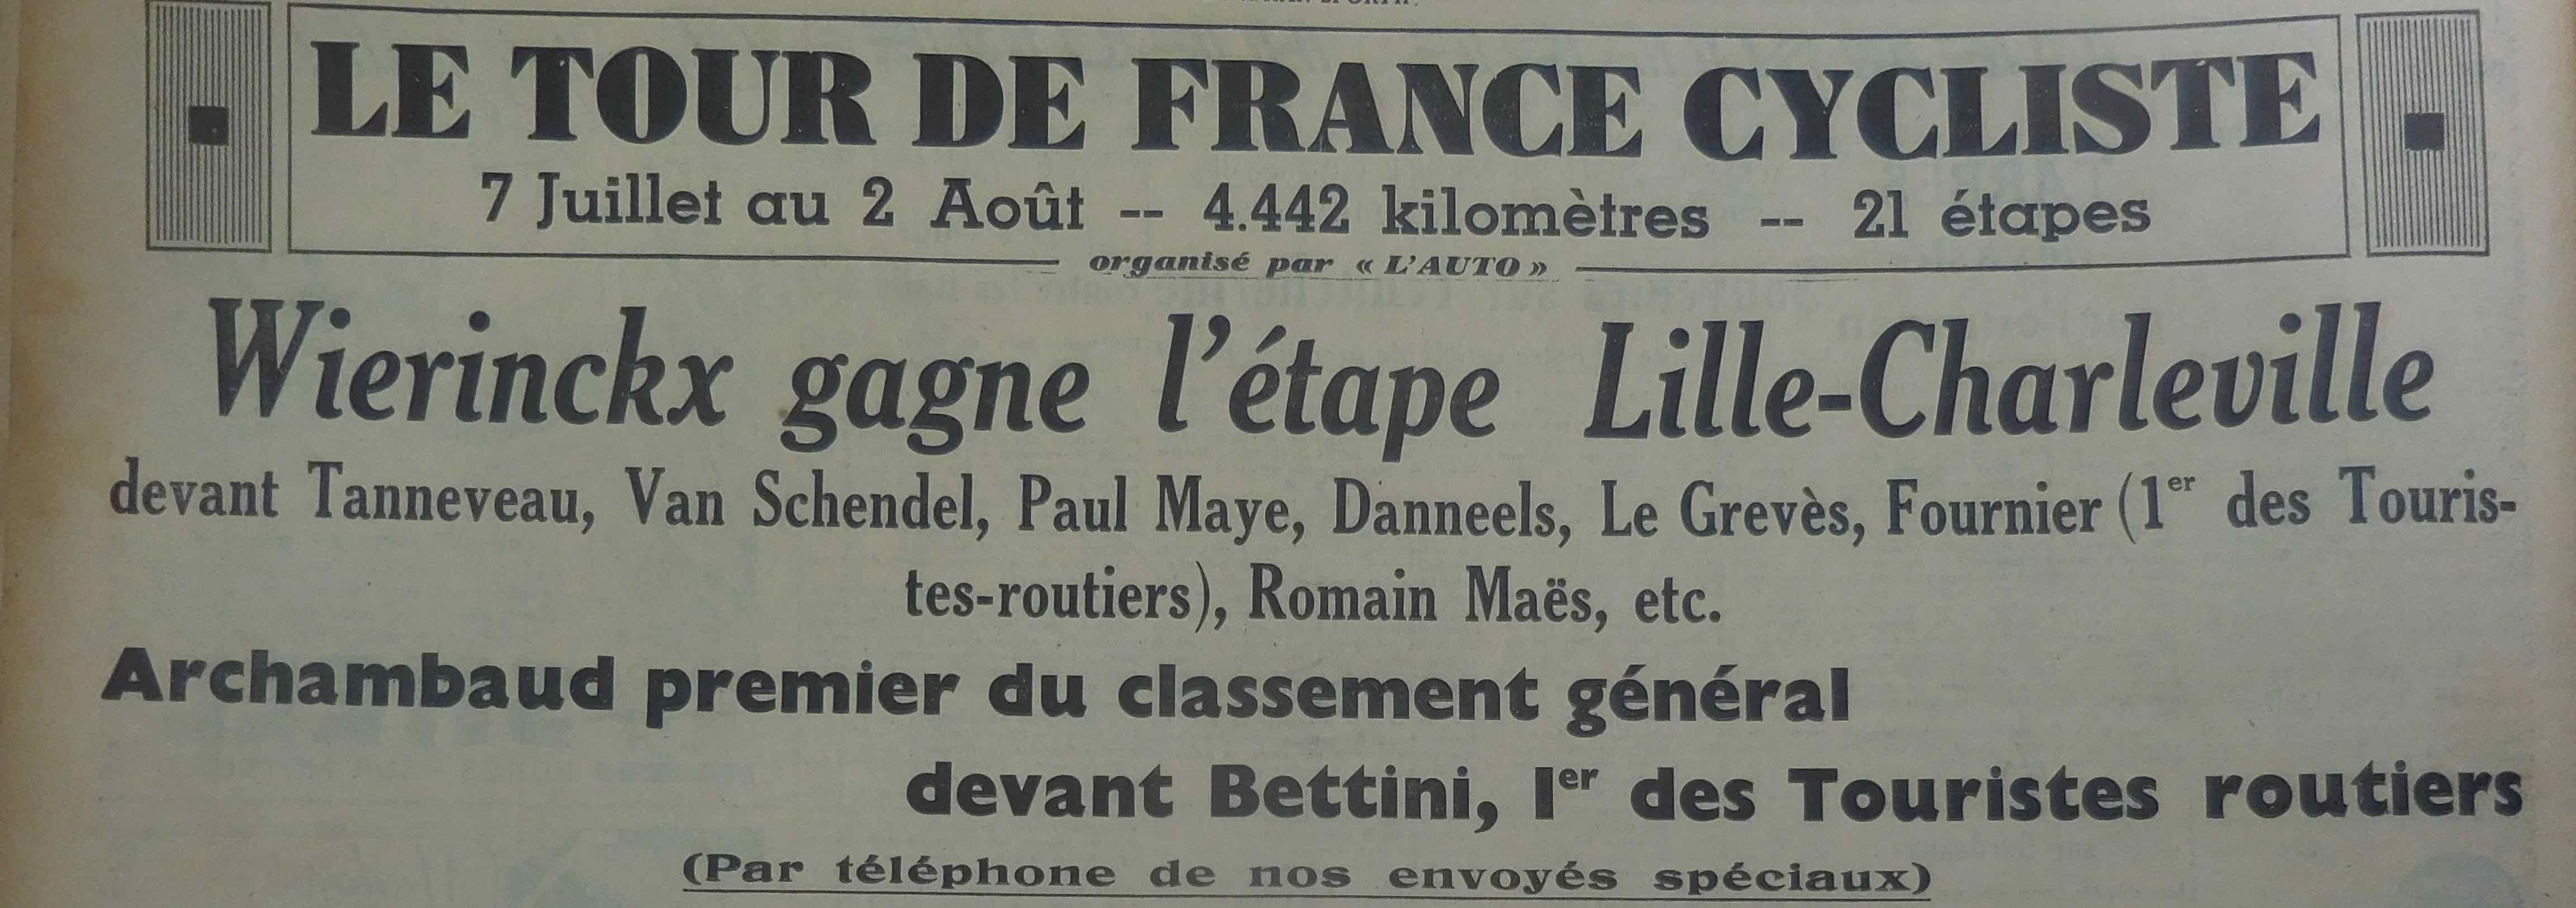 LE TOUR DE FRANCE CYCLISTE
7 Juillet au 2 Août -- 4.442 kilomètres -- 21 étapes
organisé par « L'AUTO »
Wierinckx gagne l'étape Lille-Charleville
devant Tanneveau, Van Schendel, Paul Maye, Danneels, Le Grevès, Fournier (1er des Touris-
tes-routiers), Romain Maës, etc.
Archambaud premier du classement général
devant Bettini, 1er des Touristes routiers
(Par téléphone de nos envoyés spéciaux)